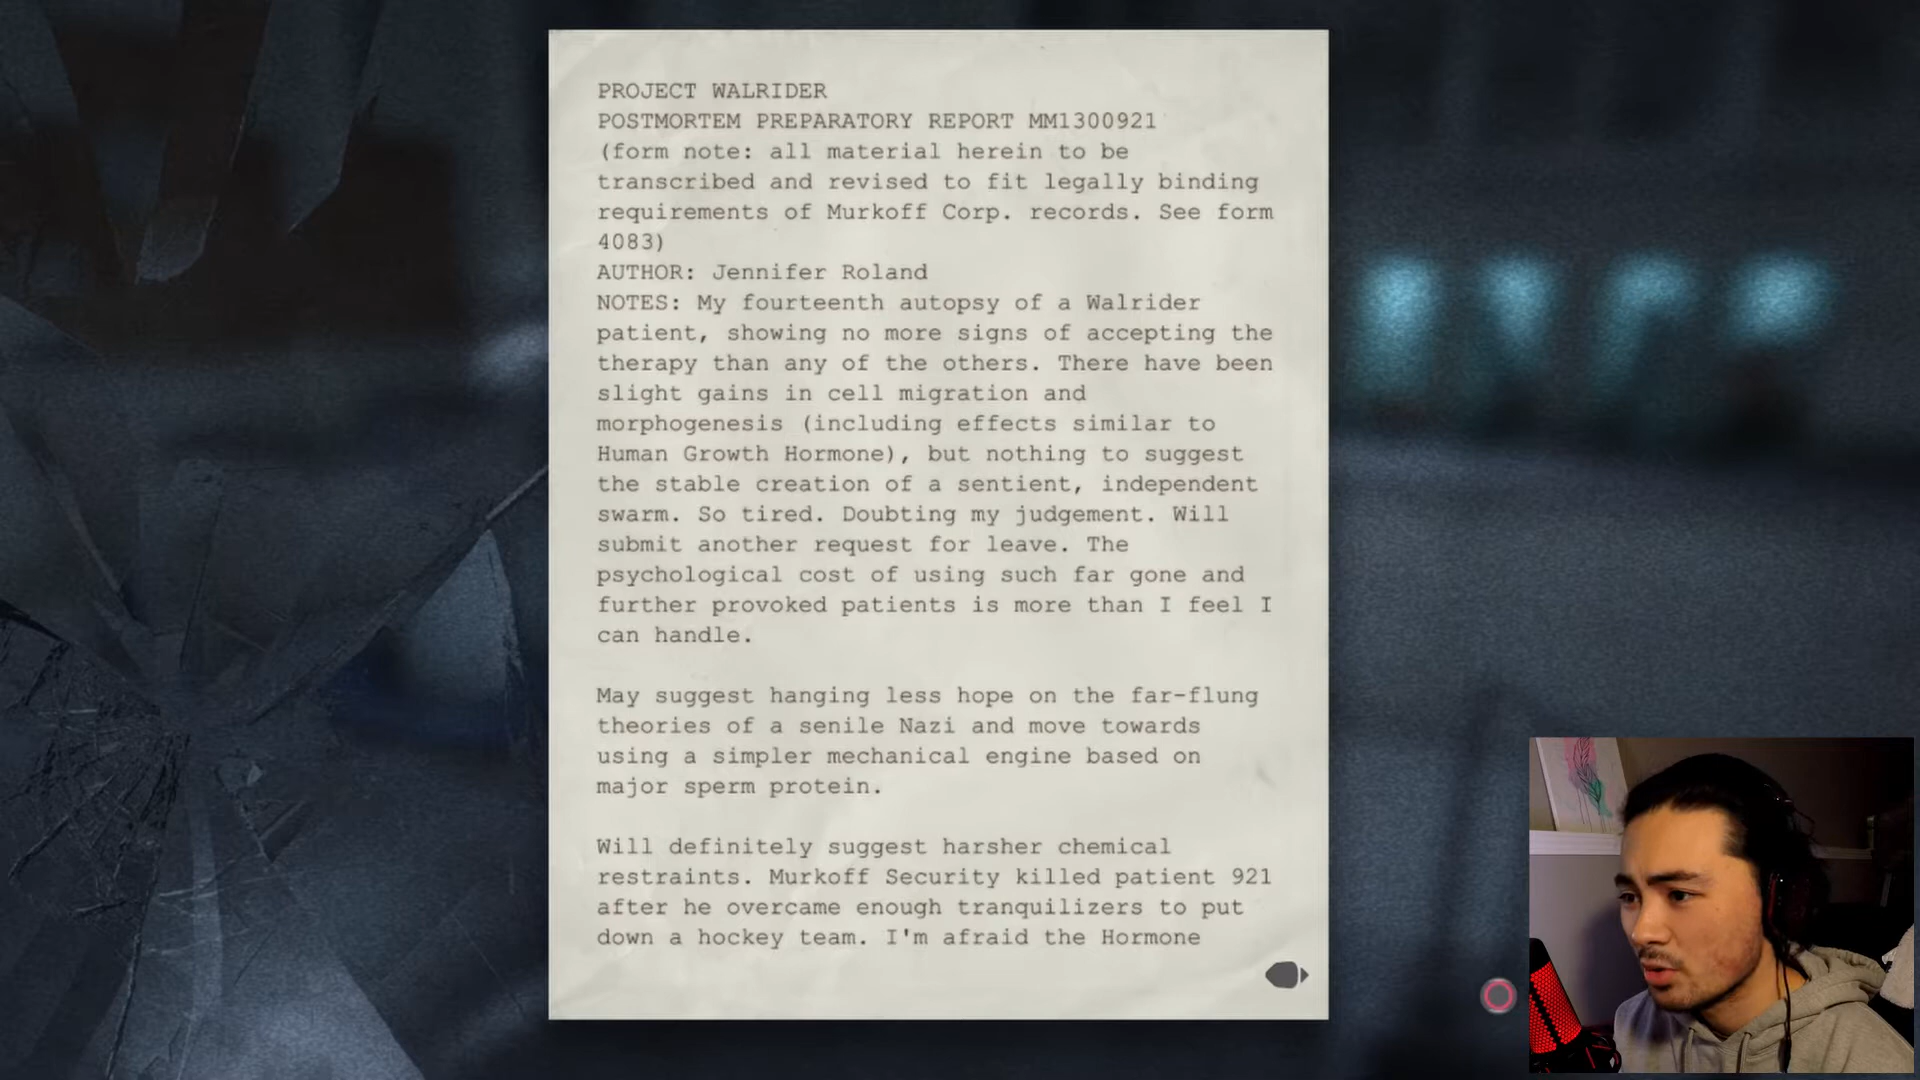 PROJECT WALRIDER
POSTMORTEM PREPARATORY REPORT MM1300921
(form note: all material herein to be
transcribed and revised to fit legally binding
requirements of Murkoff Corp. records. See form
4083)
AUTHOR: Jennifer Roland
NOTES: My fourteenth autopsy of a Walrider
patient, showing no more signs of accepting the
therapy than any of the others. There have been
slight gains in cell migration and
morphogenesis (including effects similar to
Human Growth Hormone), but nothing to suggest
the stable creation of a sentient, independent
swarm. So tired. Doubting my judgement. Will
submit another request for leave. The
psychological cost of using such far gone and
further provoked patients is more than I feel I
can handle.
May suggest hanging less hope on the far-flung
theories of a senile Nazi and move towards
using a simpler mechanical engine based on
major sperm protein.
Will definitely suggest harsher chemical
restraints. Murkoff Security killed patient 921
after he overcame enough tranquilizers to put
down a hockey team. I'm afraid the Hormone